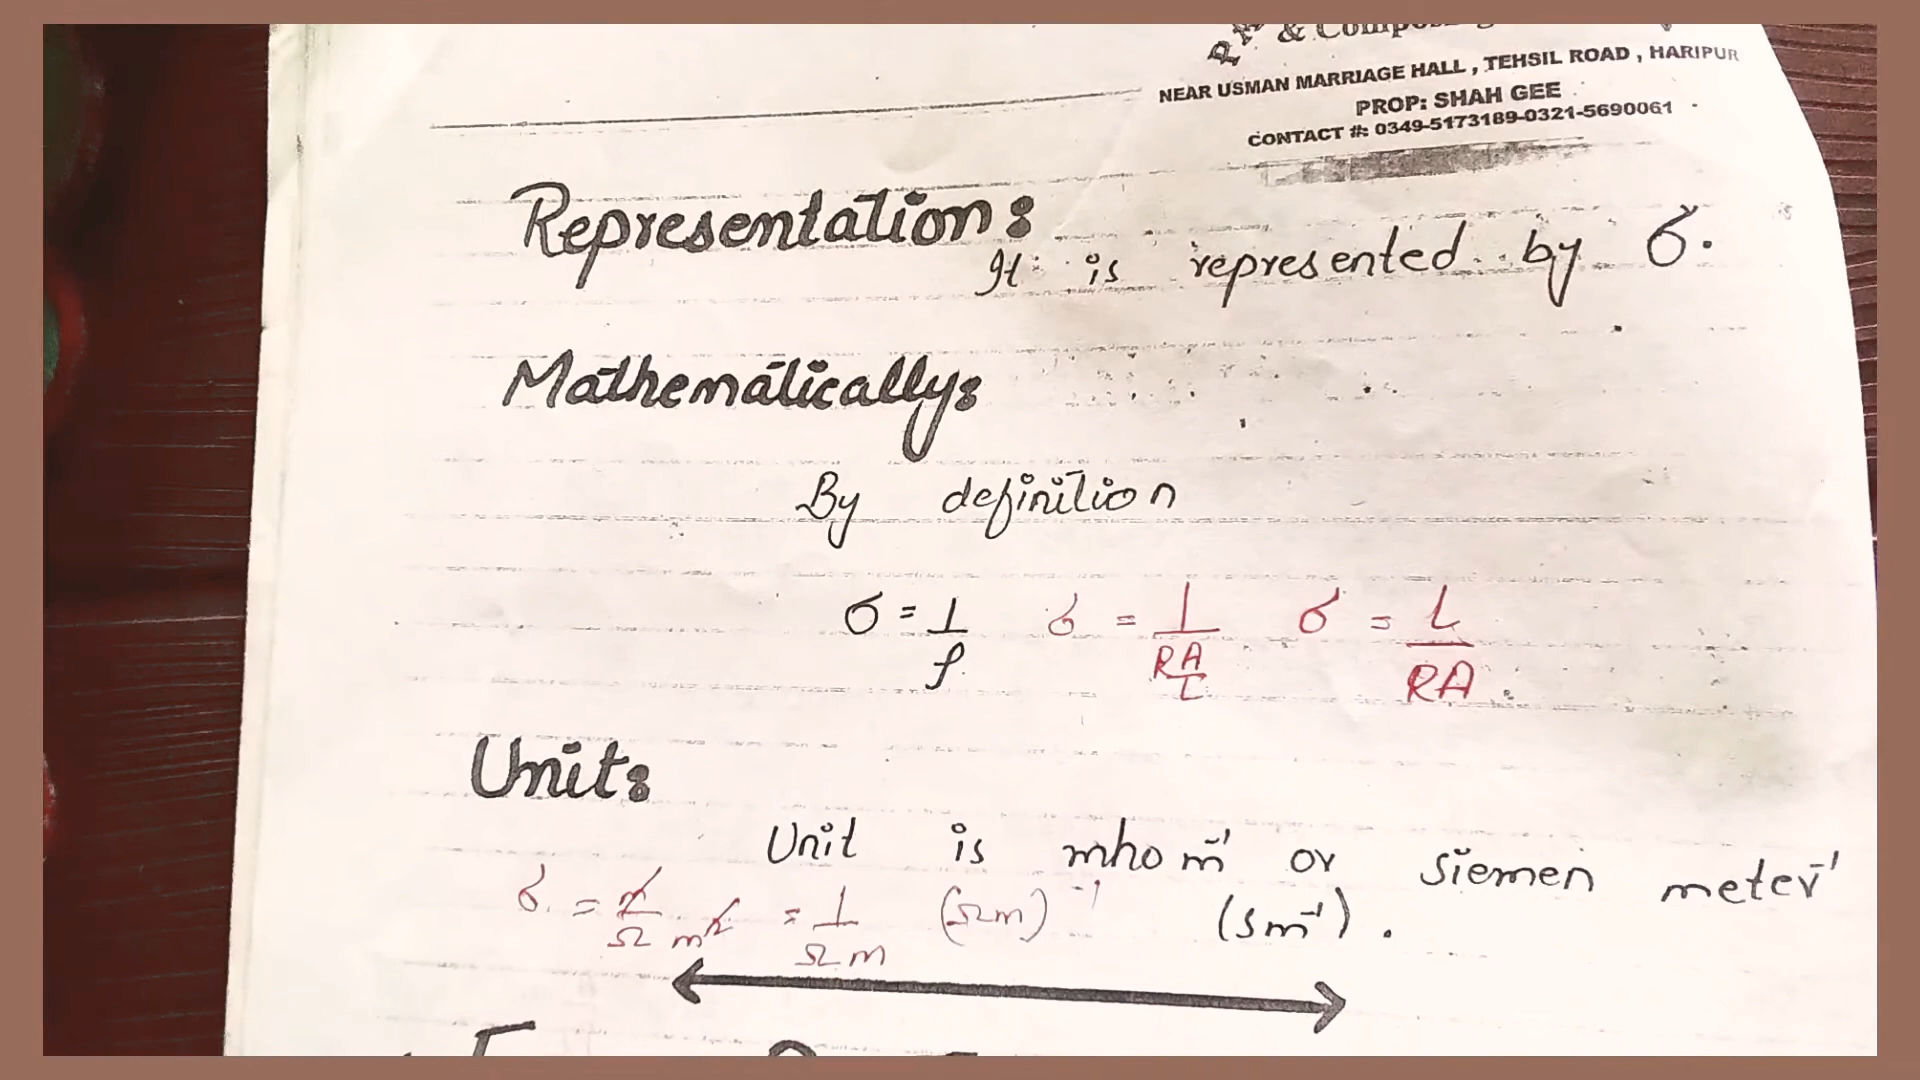 & Composing
NEAR USMAN MARRIAGE HALL , TEHSIL ROAD , HARIPUR
PROP: SHAH GEE
CONTACT #: 0349-5173189-0321-5690061
Representation:
It is represented by σ.
Mathematically:
By definition
σ = 1/ρ σ = 1/(RA/L) σ = L/RA
Unit:
Unit is mho m⁻¹ or siemen meter⁻¹
σ = m/Ω m² = 1/Ωm (Ωm)⁻¹ (Sm⁻¹).